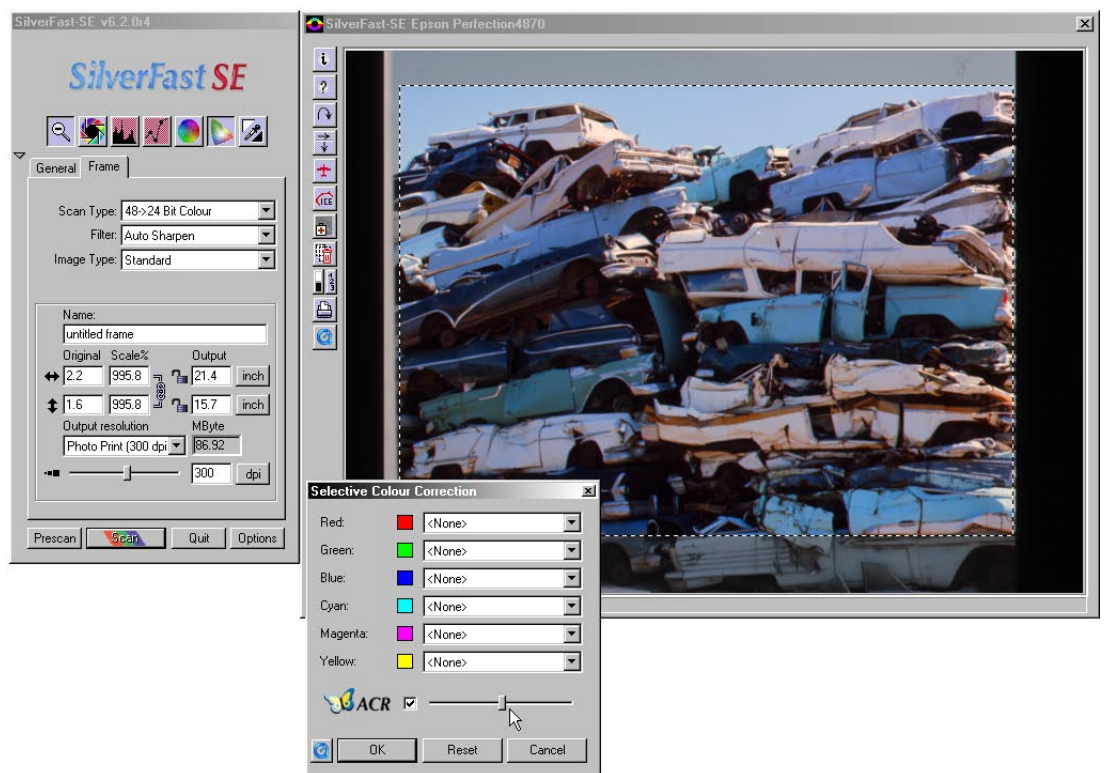 SilverFast-SE v6.2.0r4
SilverFast SE
General Frame
Scan Type: 48->24 Bit Colour
Filter: Auto Sharpen
Image Type: Standard
Name:
untitled frame
Original Scale% Output
2.2 995.8 21.4 inch
1.6 995.8 15.7 inch
Output resolution MByte
Photo Print (300 dpi 86.92
300 dpi
Prescan Scan Quit Options
SilverFast-SE Epson Perfection4870
i
?
ICE
1
2
3
Selective Colour Correction
Red: <None>
Green: <None>
Blue: <None>
Cyan: <None>
Magenta: <None>
Yellow: <None>
ACR
OK Reset Cancel